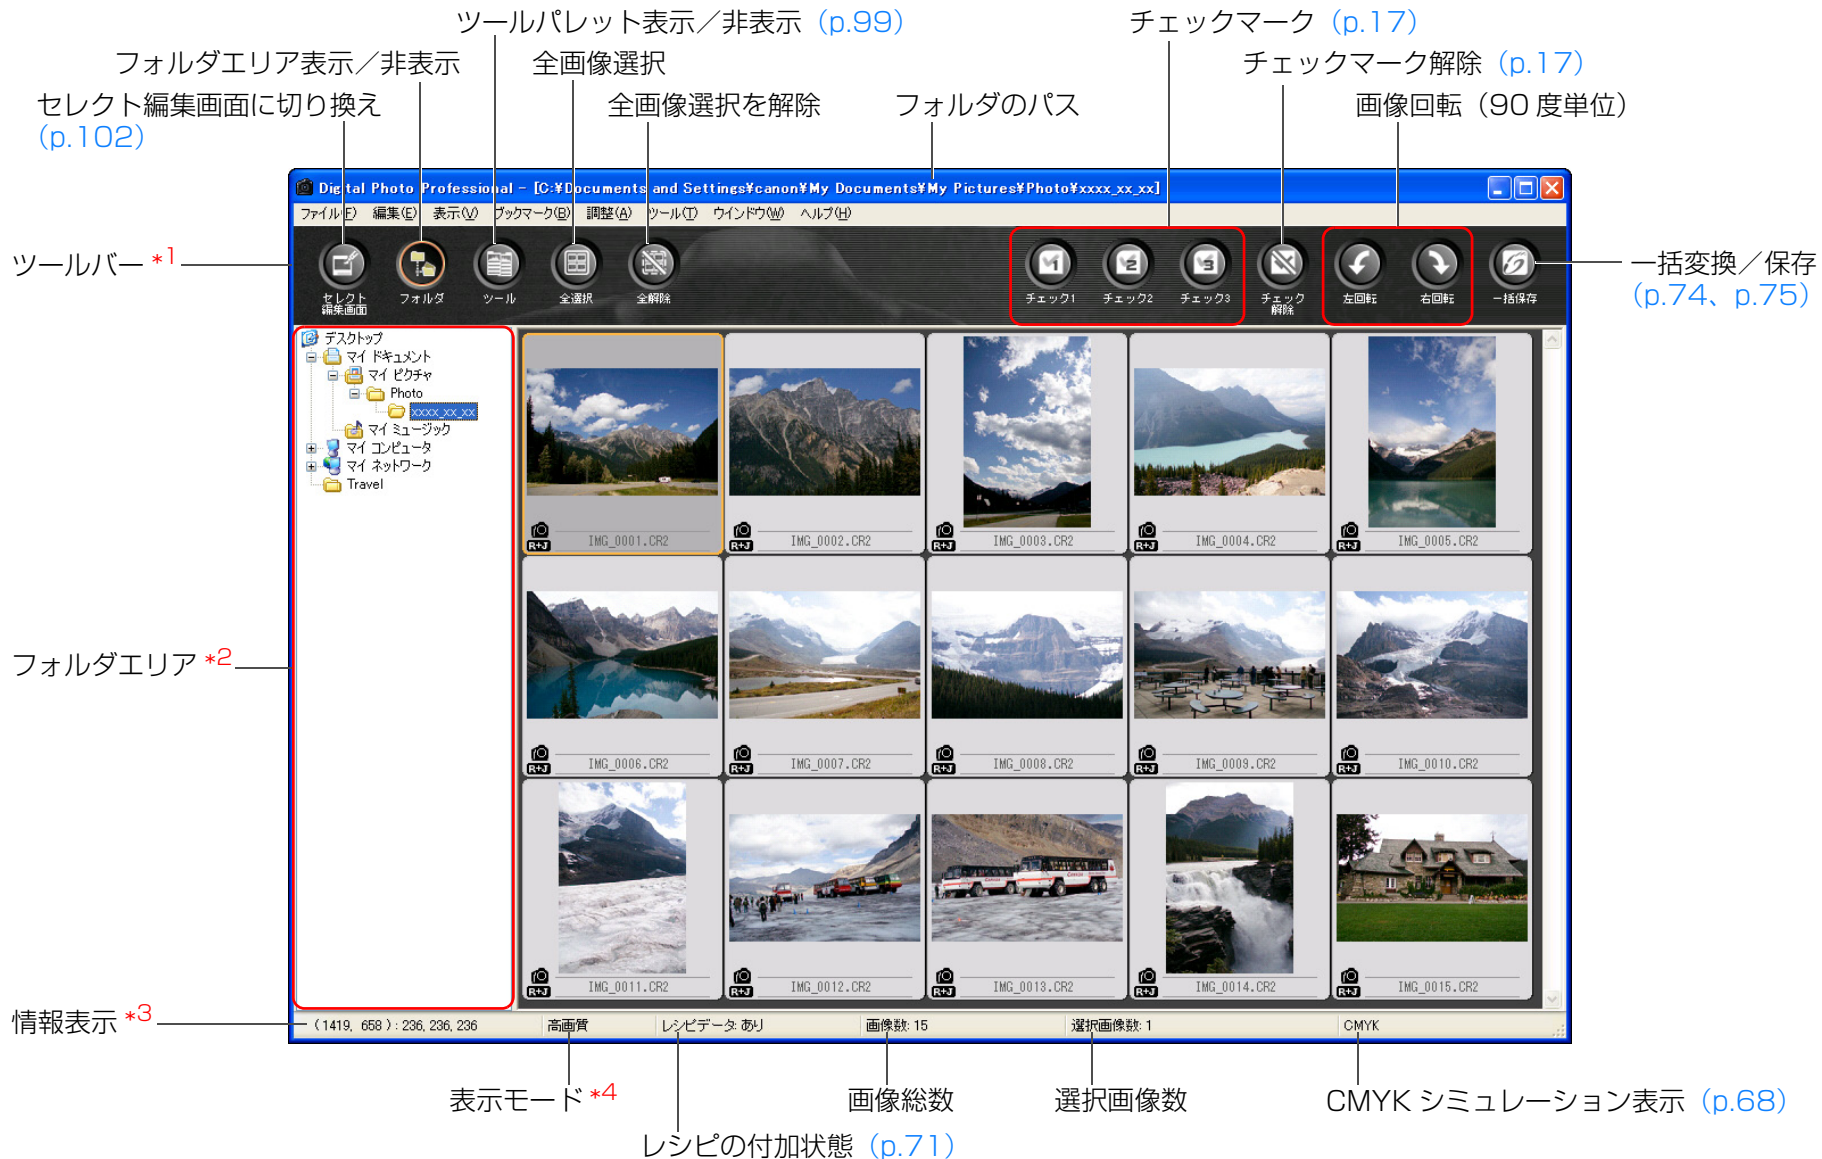 ツールパレット表示／非表示（p.99）
チェックマーク（p.17）
フォルダエリア表示／非表示
全画像選択
チェックマーク解除（p.17）
セレクト編集画面に切り換え
（p.102）
全画像選択を解除
フォルダのパス
画像回転（90 度単位）
Digital Photo Professional - [C:¥Documents and Settings¥canon¥My Documents¥My Pictures¥Photo¥xxxx_xx_xx]
ファイル(F) 編集(E) 表示(V) ブックマーク(B) 調整(A) ツール(T) ウインドウ(W) ヘルプ(H)
ツールバー *1
一括変換／保存
（p.74、p.75）
セレクト
編集画面
フォルダ
ツール
全選択
全解除
チェック1
チェック2
チェック3
チェック
解除
左回転
右回転
一括保存
デスクトップ
マイ ドキュメント
マイ ピクチャ
Photo
xxxx_xx_xx
マイ ミュージック
マイ コンピュータ
マイ ネットワーク
Travel
R+J IMG_0001.CR2
R+J IMG_0002.CR2
R+J IMG_0003.CR2
R+J IMG_0004.CR2
R+J IMG_0005.CR2
フォルダエリア *2
R+J IMG_0006.CR2
R+J IMG_0007.CR2
R+J IMG_0008.CR2
R+J IMG_0009.CR2
R+J IMG_0010.CR2
R+J IMG_0011.CR2
R+J IMG_0012.CR2
R+J IMG_0013.CR2
R+J IMG_0014.CR2
R+J IMG_0015.CR2
情報表示 *3
(1419, 658) : 236, 236, 236
高画質
レシピデータ: あり
画像数: 15
選択画像数: 1
CMYK
表示モード *4
画像総数
選択画像数
CMYK シミュレーション表示（p.68）
レシピの付加状態（p.71）